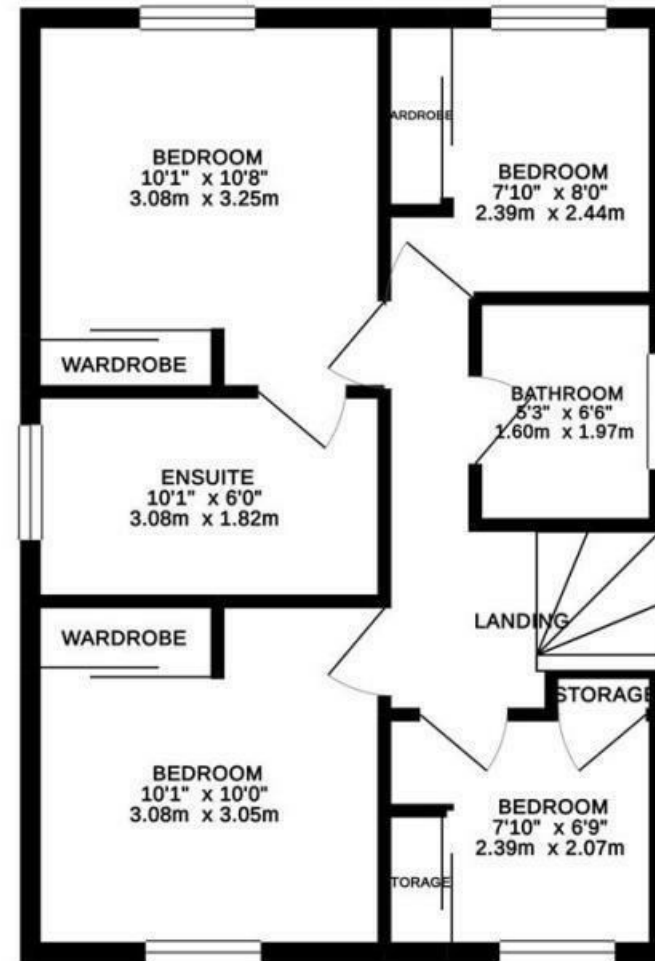 BEDROOM
10'1" x 10'8"
3.08m x 3.25m
ARDROBE
BEDROOM
7'10" x 8'0"
2.39m x 2.44m
WARDROBE
BATHROOM
5'3" x 6'6"
1.60m x 1.97m
ENSUITE
10'1" x 6'0"
3.08m x 1.82m
LANDING
WARDROBE
STORAGE
BEDROOM
10'1" x 10'0"
3.08m x 3.05m
BEDROOM
7'10" x 6'9"
2.39m x 2.07m
TORAGE